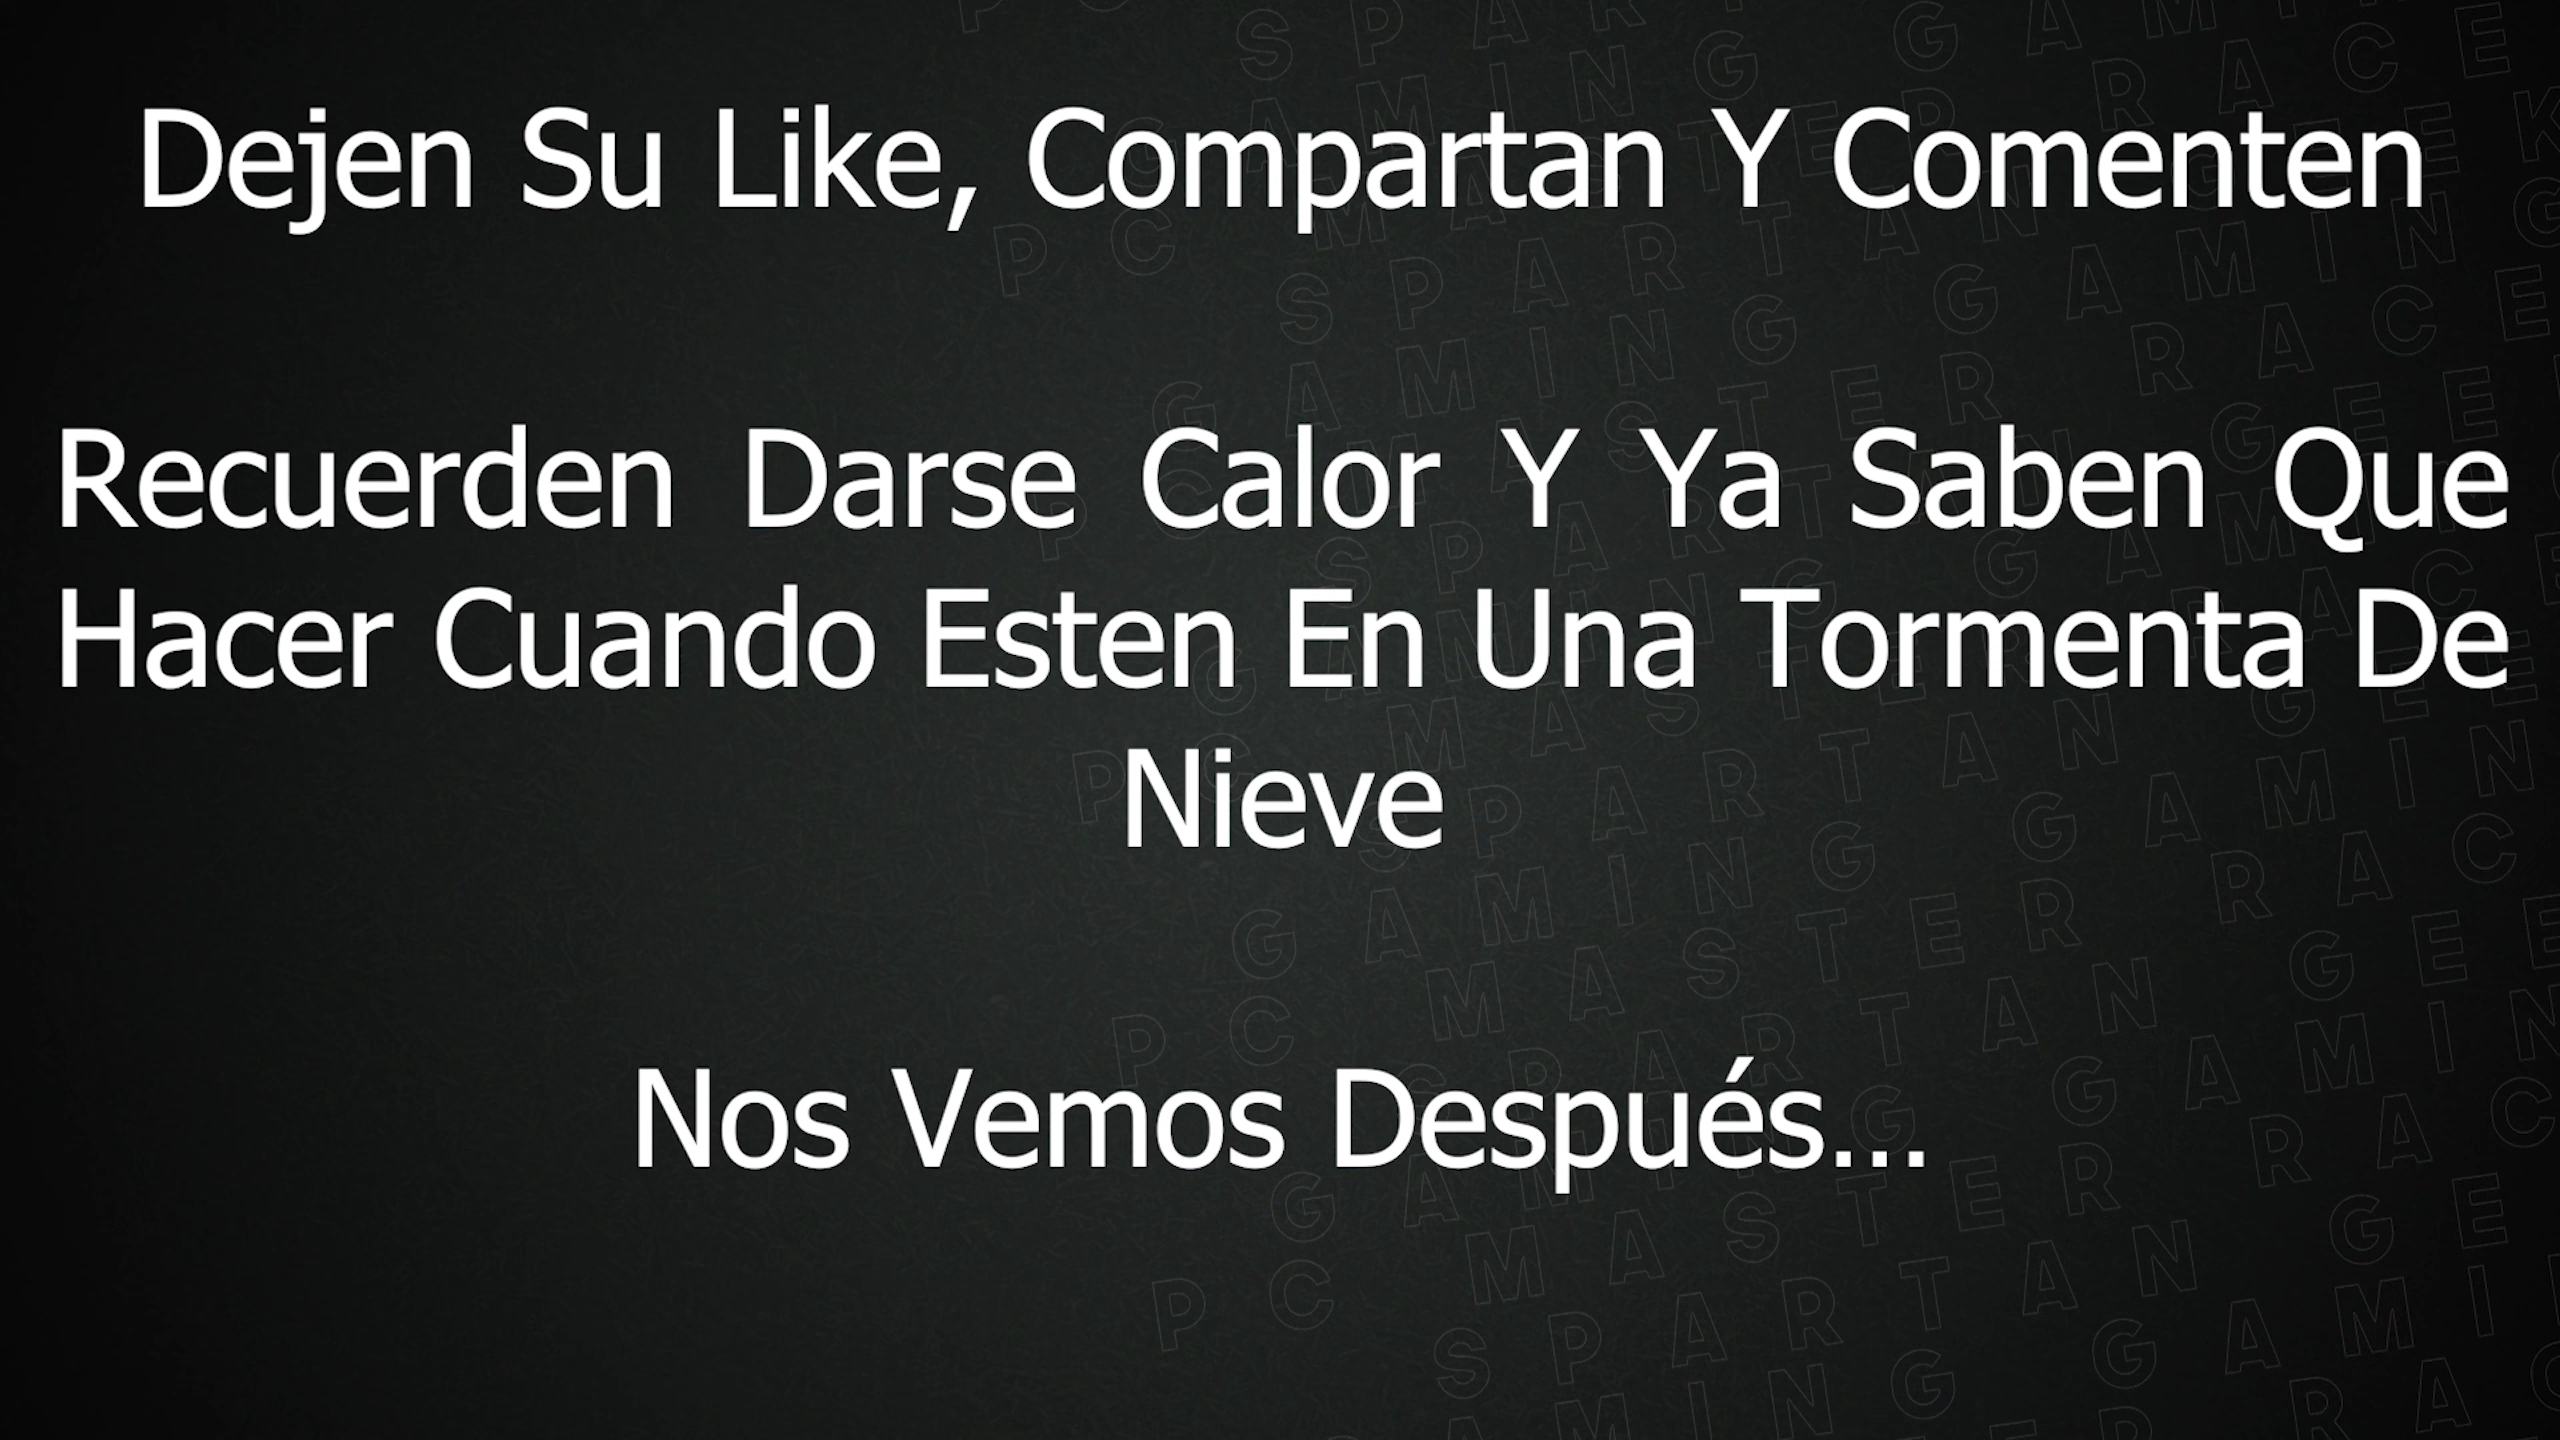 Dejen Su Like, Compartan Y Comenten
Recuerden Darse Calor Y Ya Saben Que
Hacer Cuando Esten En Una Tormenta De
Nieve
Nos Vemos Después...